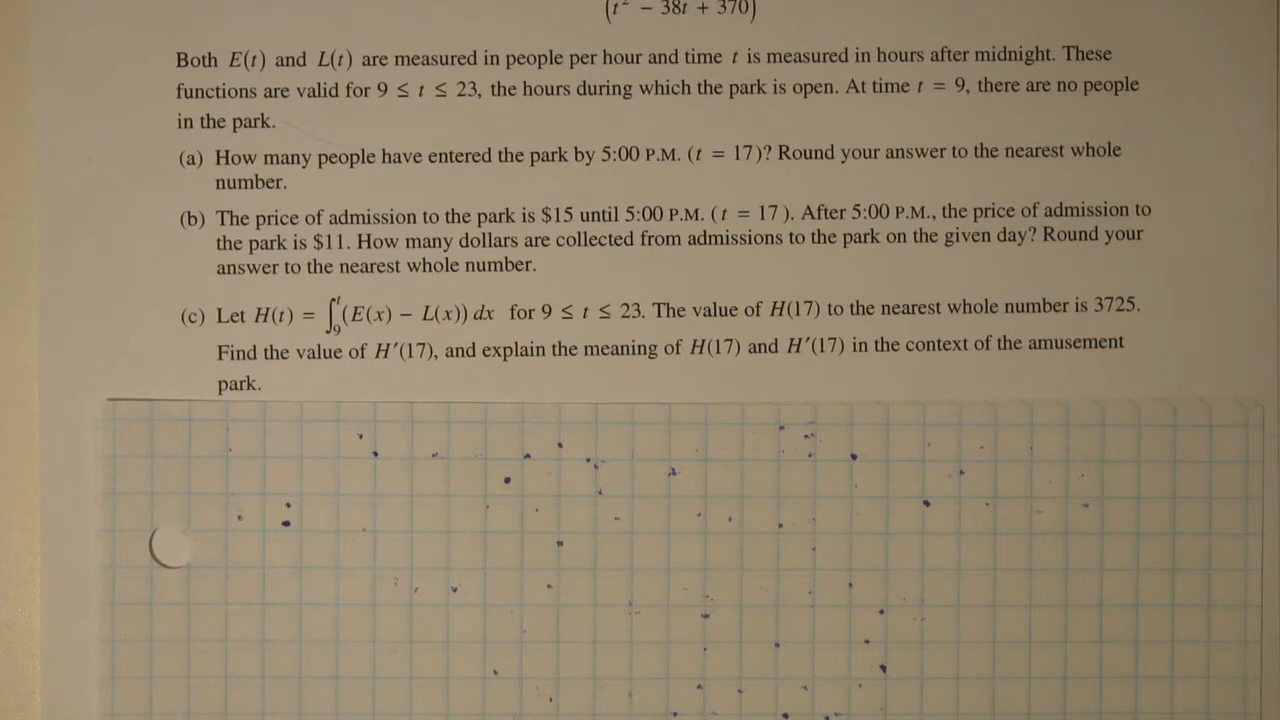 (t² − 38t + 370)
Both E(t) and L(t) are measured in people per hour and time t is measured in hours after midnight. These
functions are valid for 9 ≤ t ≤ 23, the hours during which the park is open. At time t = 9, there are no people
in the park.
(a) How many people have entered the park by 5:00 P.M. (t = 17)? Round your answer to the nearest whole
number.
(b) The price of admission to the park is $15 until 5:00 P.M. (t = 17). After 5:00 P.M., the price of admission to
the park is $11. How many dollars are collected from admissions to the park on the given day? Round your
answer to the nearest whole number.
(c) Let H(t) = ∫₉ᵗ (E(x) − L(x)) dx for 9 ≤ t ≤ 23. The value of H(17) to the nearest whole number is 3725.
Find the value of H′(17), and explain the meaning of H(17) and H′(17) in the context of the amusement
park.